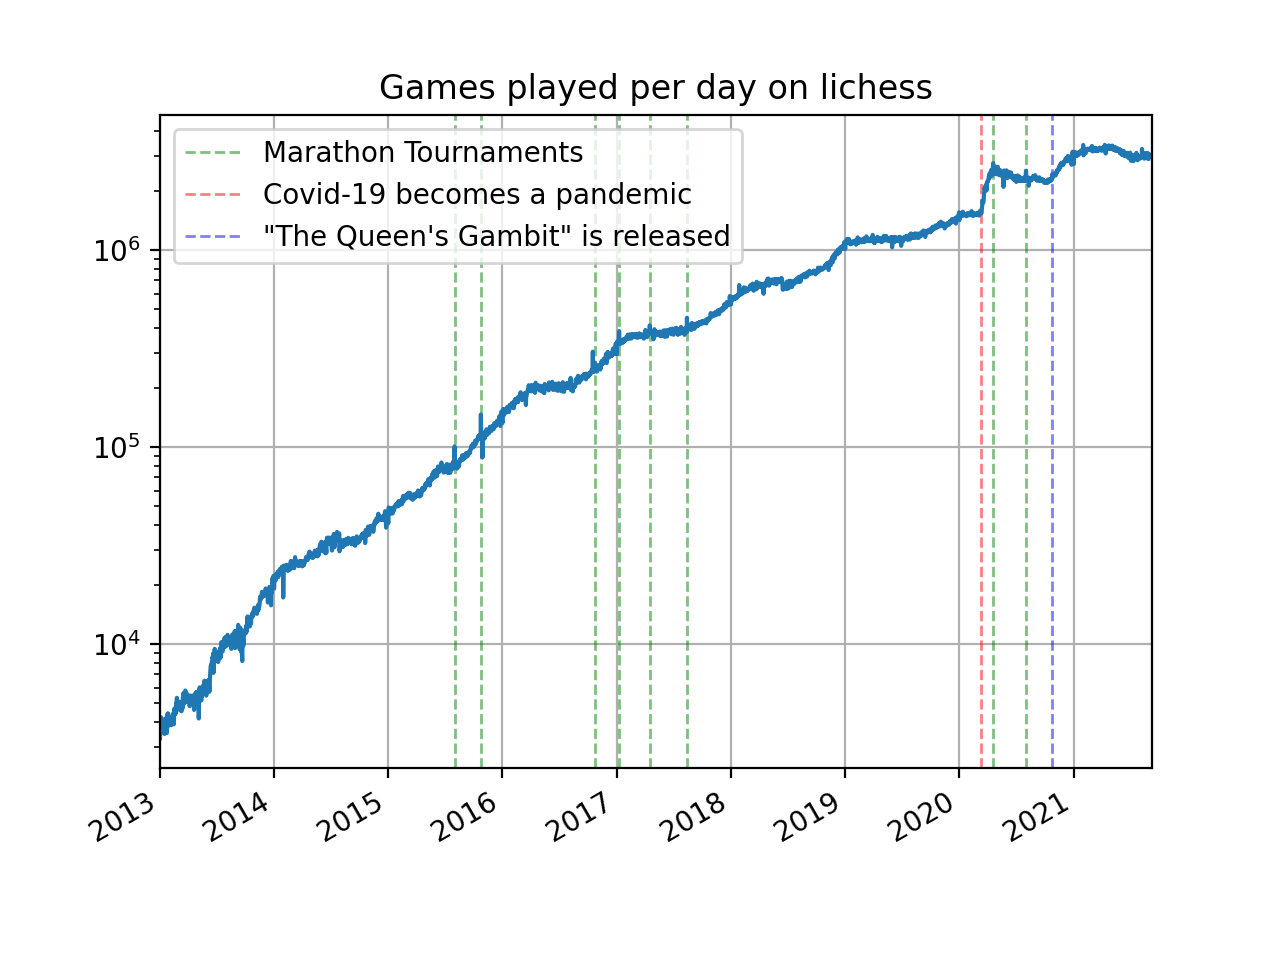 Games played per day on lichess
Marathon Tournaments
Covid-19 becomes a pandemic
"The Queen's Gambit" is released
10⁶
10⁵
10⁴
2013 2014 2015 2016 2017 2018 2019 2020 2021